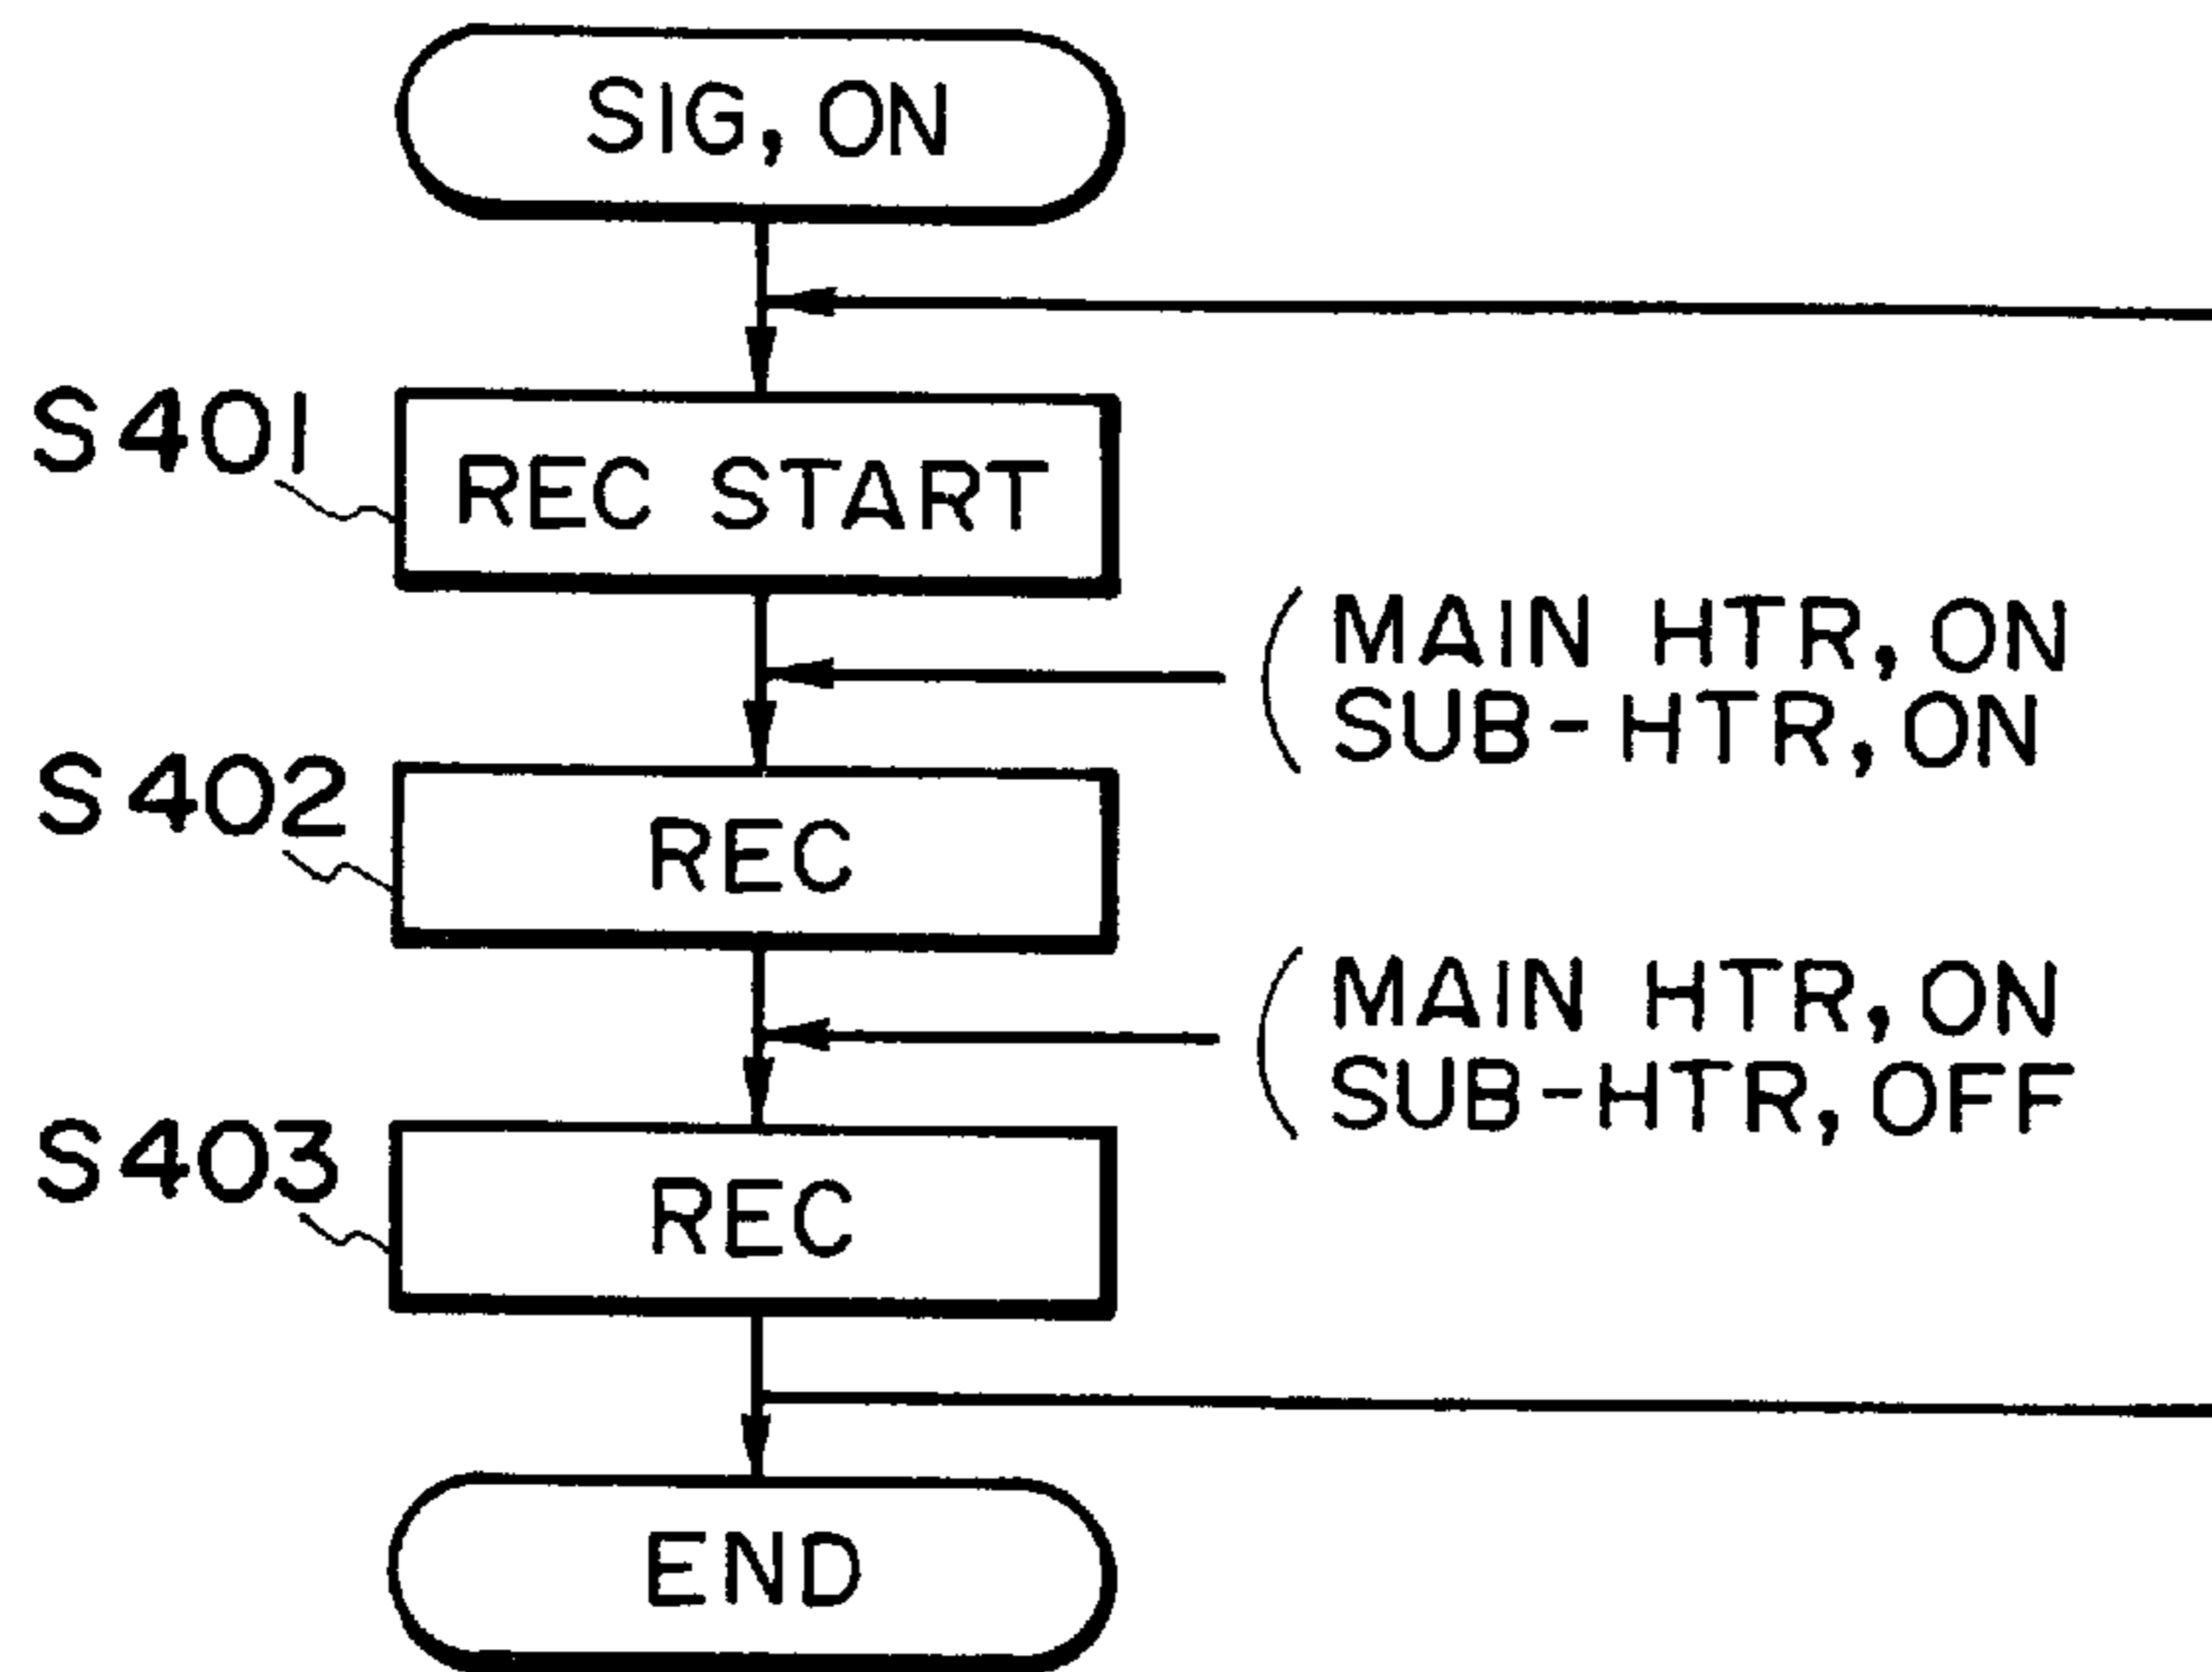 SIG, ON
S401
REC START
MAIN HTR, ON
SUB-HTR, ON
S402
REC
MAIN HTR, ON
SUB-HTR, OFF
S403
REC
END